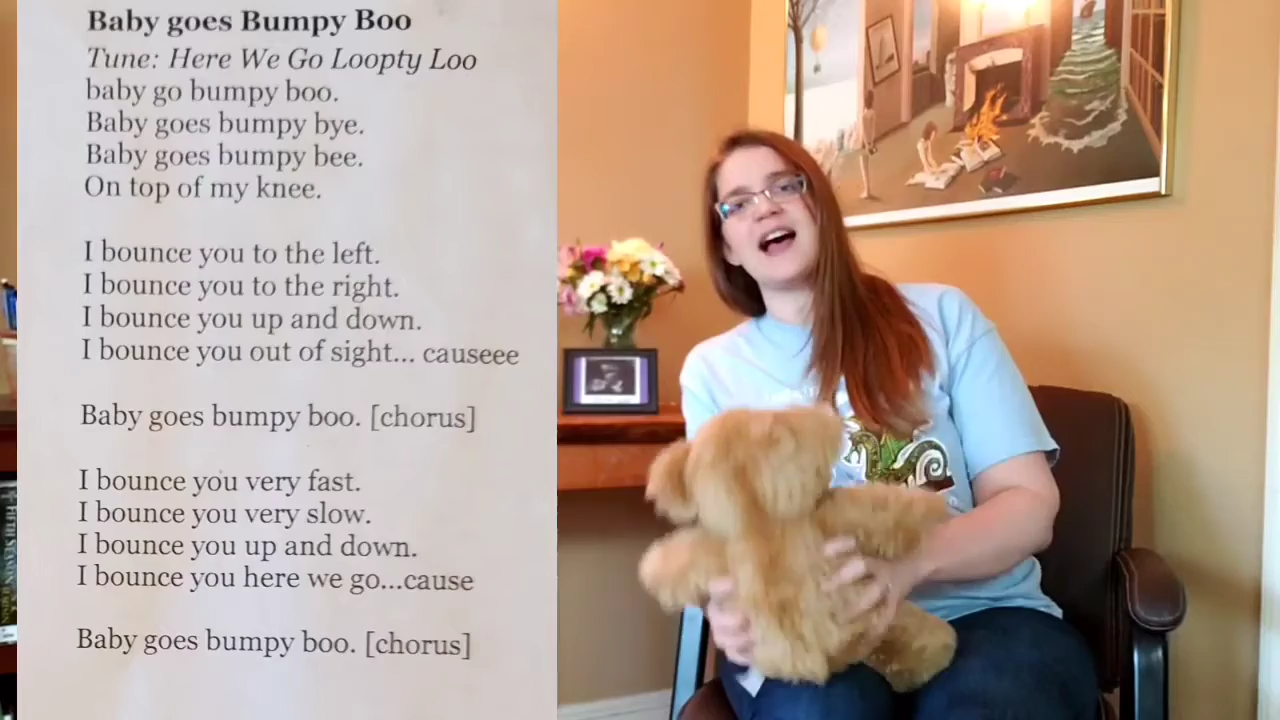 Baby goes Bumpy Boo
Tune: Here We Go Loopty Loo
baby go bumpy boo.
Baby goes bumpy bye.
Baby goes bumpy bee.
On top of my knee.
I bounce you to the left.
I bounce you to the right.
I bounce you up and down.
I bounce you out of sight... causeee
Baby goes bumpy boo. [chorus]
I bounce you very fast.
I bounce you very slow.
I bounce you up and down.
I bounce you here we go...cause
Baby goes bumpy boo. [chorus]